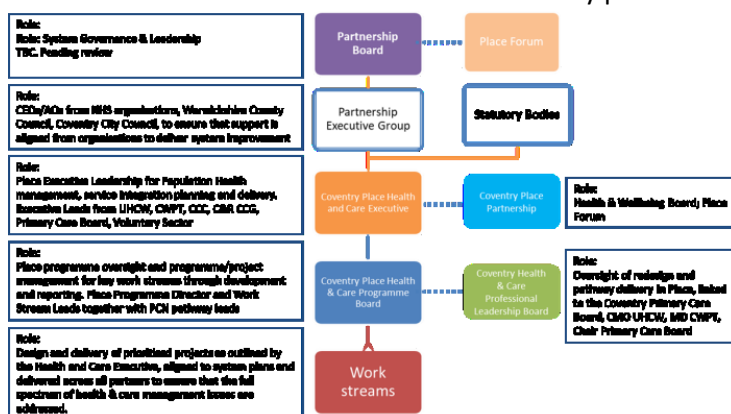 Role:
Role: System Governance & Leadership
TBC. Pending review
Partnership
Board
Place Forum
Role:
CEOs/AOs from NHS organisations, Warwickshire County
Council, Coventry City Council, to ensure that support is
aligned from organisations to deliver system improvement
Partnership
Executive Group
Statutory Bodies
Role:
Place Executive Leadership for Population Health
management, service integration planning and delivery.
Executive Leads from UHCW, CWPT, CCC, C&R CCG,
Primary Care Board, Voluntary Sector
Coventry Place Health
and Care Executive
Coventry Place
Partnership
Role:
Health & Wellbeing Board; Place
Forum
Role:
Place programme oversight and programme/project
management for key work streams through development
and reporting. Place Programme Director and Work
Stream Leads together with PCN pathway leads
Coventry Place Health
& Care Programme
Board
Coventry Health
& Care
Professional
Leadership Board
Role:
Oversight of redesign and
pathway delivery in Place, linked
to the Coventry Primary Care
Board, CMO UHCW, MD CWPT,
Chair Primary Care Board
Role:
Design and delivery of prioritised projects as outlined by
the Health and Care Executive, aligned to system plans and
delivered across all partners to ensure that the full
spectrum of health & care management issues are
addressed.
Work
streams